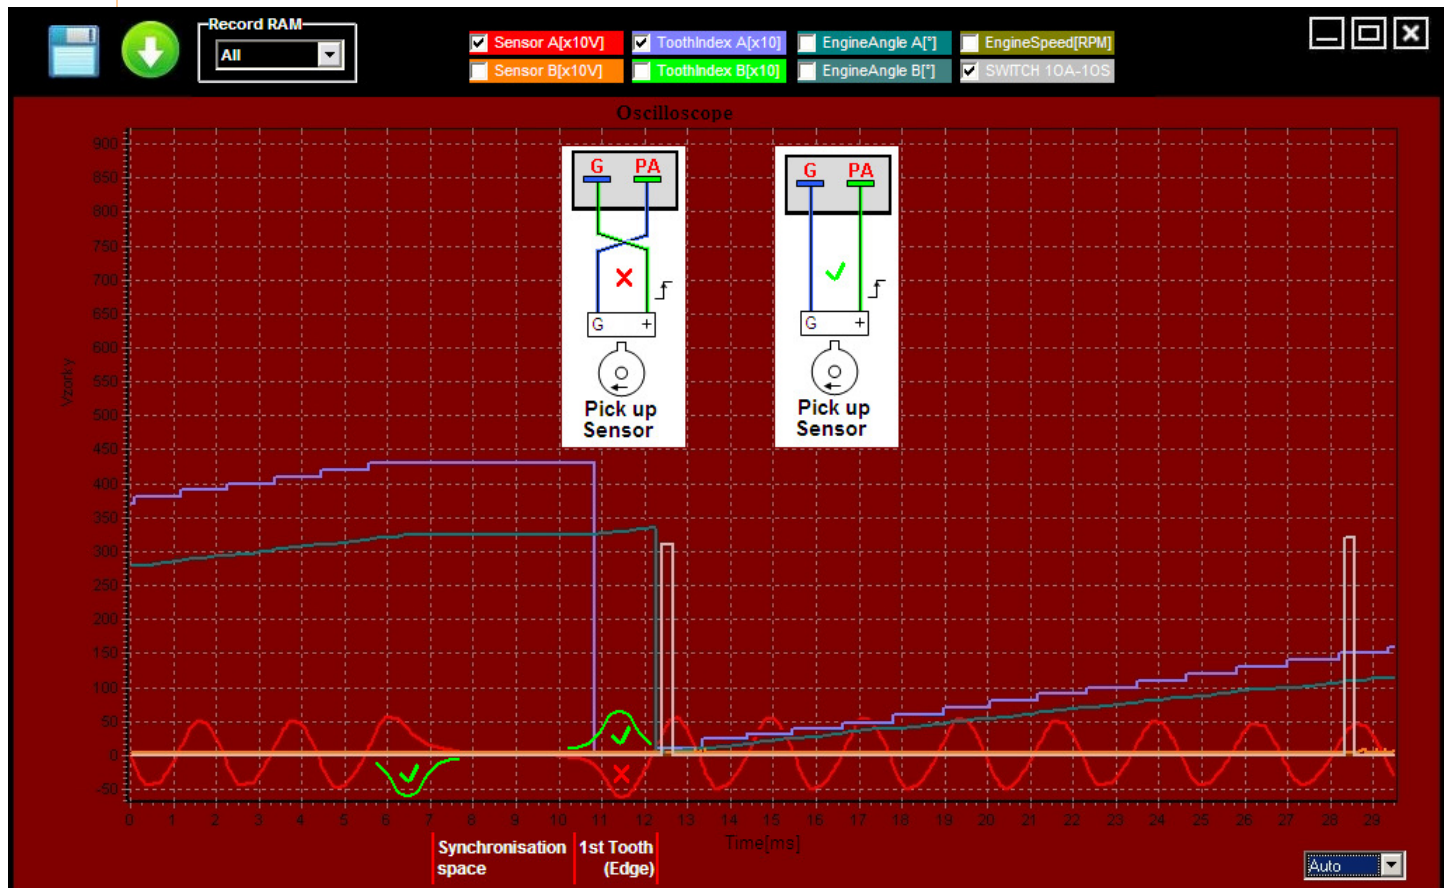 Record RAM
All
Sensor A[x10V]
ToothIndex A[x10]
EngineAngle A[°]
EngineSpeed[RPM]
Sensor B[x10V]
ToothIndex B[x10]
EngineAngle B[°]
SWITCH 1OA-1OS
Oscilloscope
900
850
800
750
700
650
600
550
500
450
400
350
300
250
200
150
100
50
0
-50
Vzorky
G PA
G +
Pick up
Sensor
G PA
G +
Pick up
Sensor
0 1 2 3 4 5 6 7 8 9 10 11 12 13 14 15 16 17 18 19 20 21 22 23 24 25 26 27 28 29
Time[ms]
Synchronisation
space
1st Tooth
(Edge)
Auto